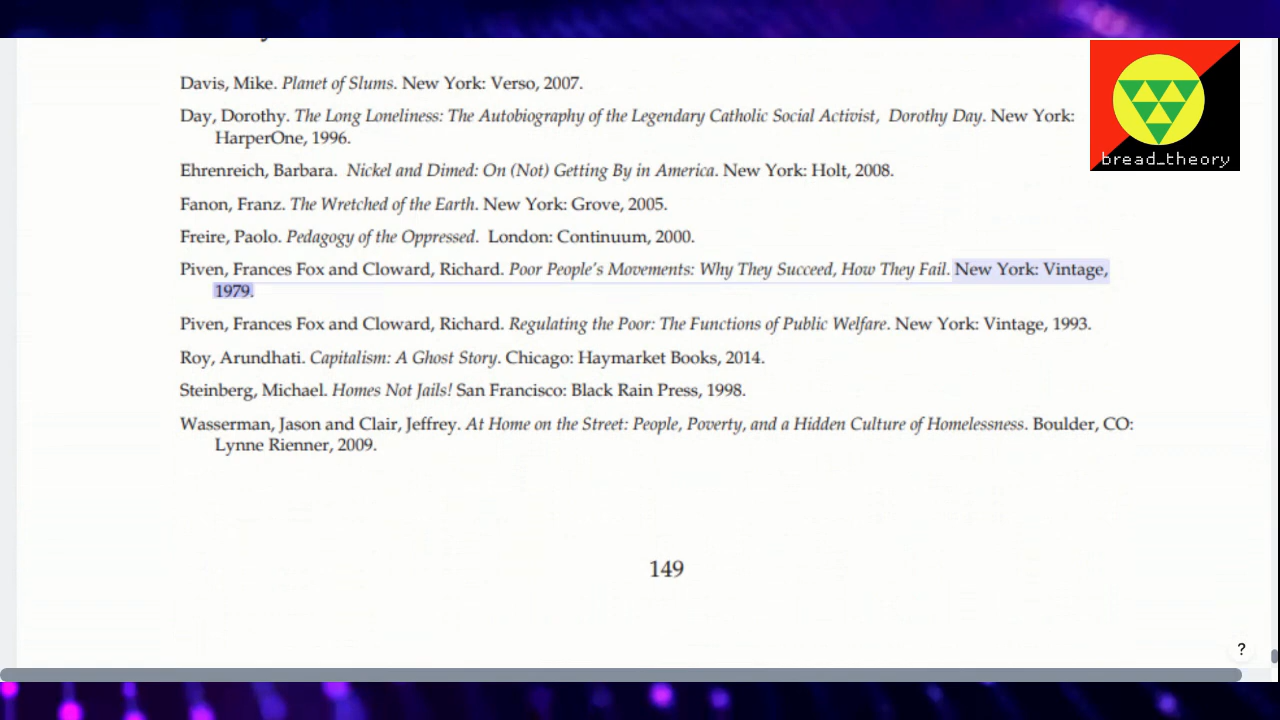 Davis, Mike. Planet of Slums. New York: Verso, 2007.
Day, Dorothy. The Long Loneliness: The Autobiography of the Legendary Catholic Social Activist, Dorothy Day. New York:
HarperOne, 1996.
Ehrenreich, Barbara. Nickel and Dimed: On (Not) Getting By in America. New York: Holt, 2008.
Fanon, Franz. The Wretched of the Earth. New York: Grove, 2005.
Freire, Paolo. Pedagogy of the Oppressed. London: Continuum, 2000.
Piven, Frances Fox and Cloward, Richard. Poor People's Movements: Why They Succeed, How They Fail. New York: Vintage,
1979.
Piven, Frances Fox and Cloward, Richard. Regulating the Poor: The Functions of Public Welfare. New York: Vintage, 1993.
Roy, Arundhati. Capitalism: A Ghost Story. Chicago: Haymarket Books, 2014.
Steinberg, Michael. Homes Not Jails! San Francisco: Black Rain Press, 1998.
Wasserman, Jason and Clair, Jeffrey. At Home on the Street: People, Poverty, and a Hidden Culture of Homelessness. Boulder, CO:
Lynne Rienner, 2009.
149
bread_theory
?